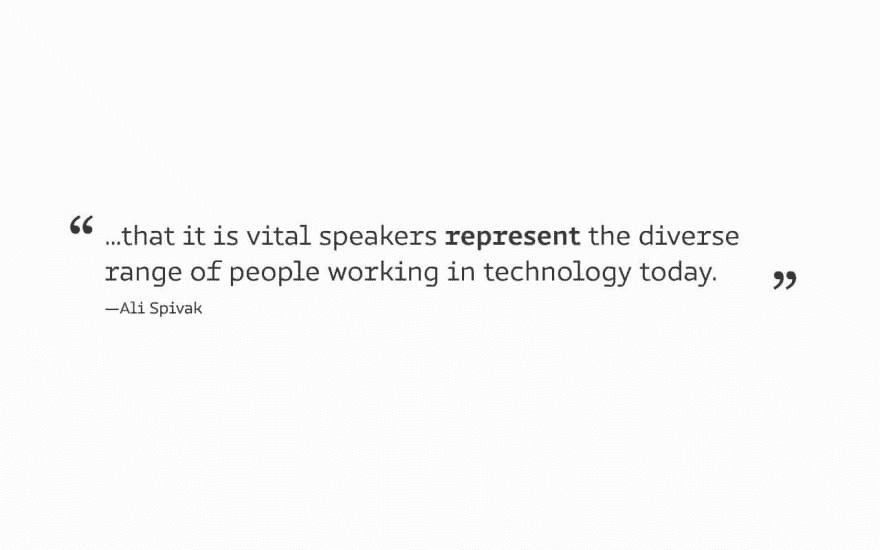 “ …that it is vital speakers represent the diverse
range of people working in technology today. ”
—Ali Spivak